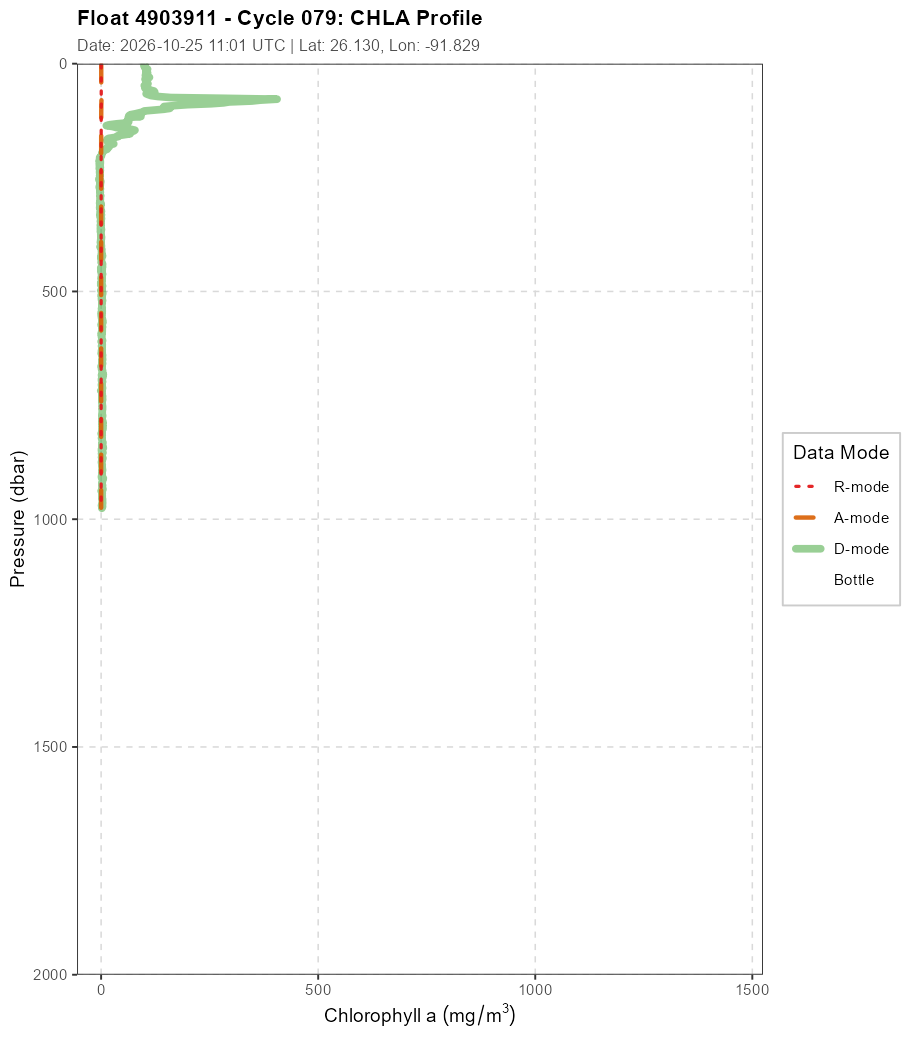 Float 4903911 - Cycle 079: CHLA Profile
Date: 2026-10-25 11:01 UTC | Lat: 26.130, Lon: -91.829
0
500
1000
1500
2000
Pressure (dbar)
0 500 1000 1500
Chlorophyll a (mg/m³)
Data Mode
R-mode
A-mode
D-mode
Bottle